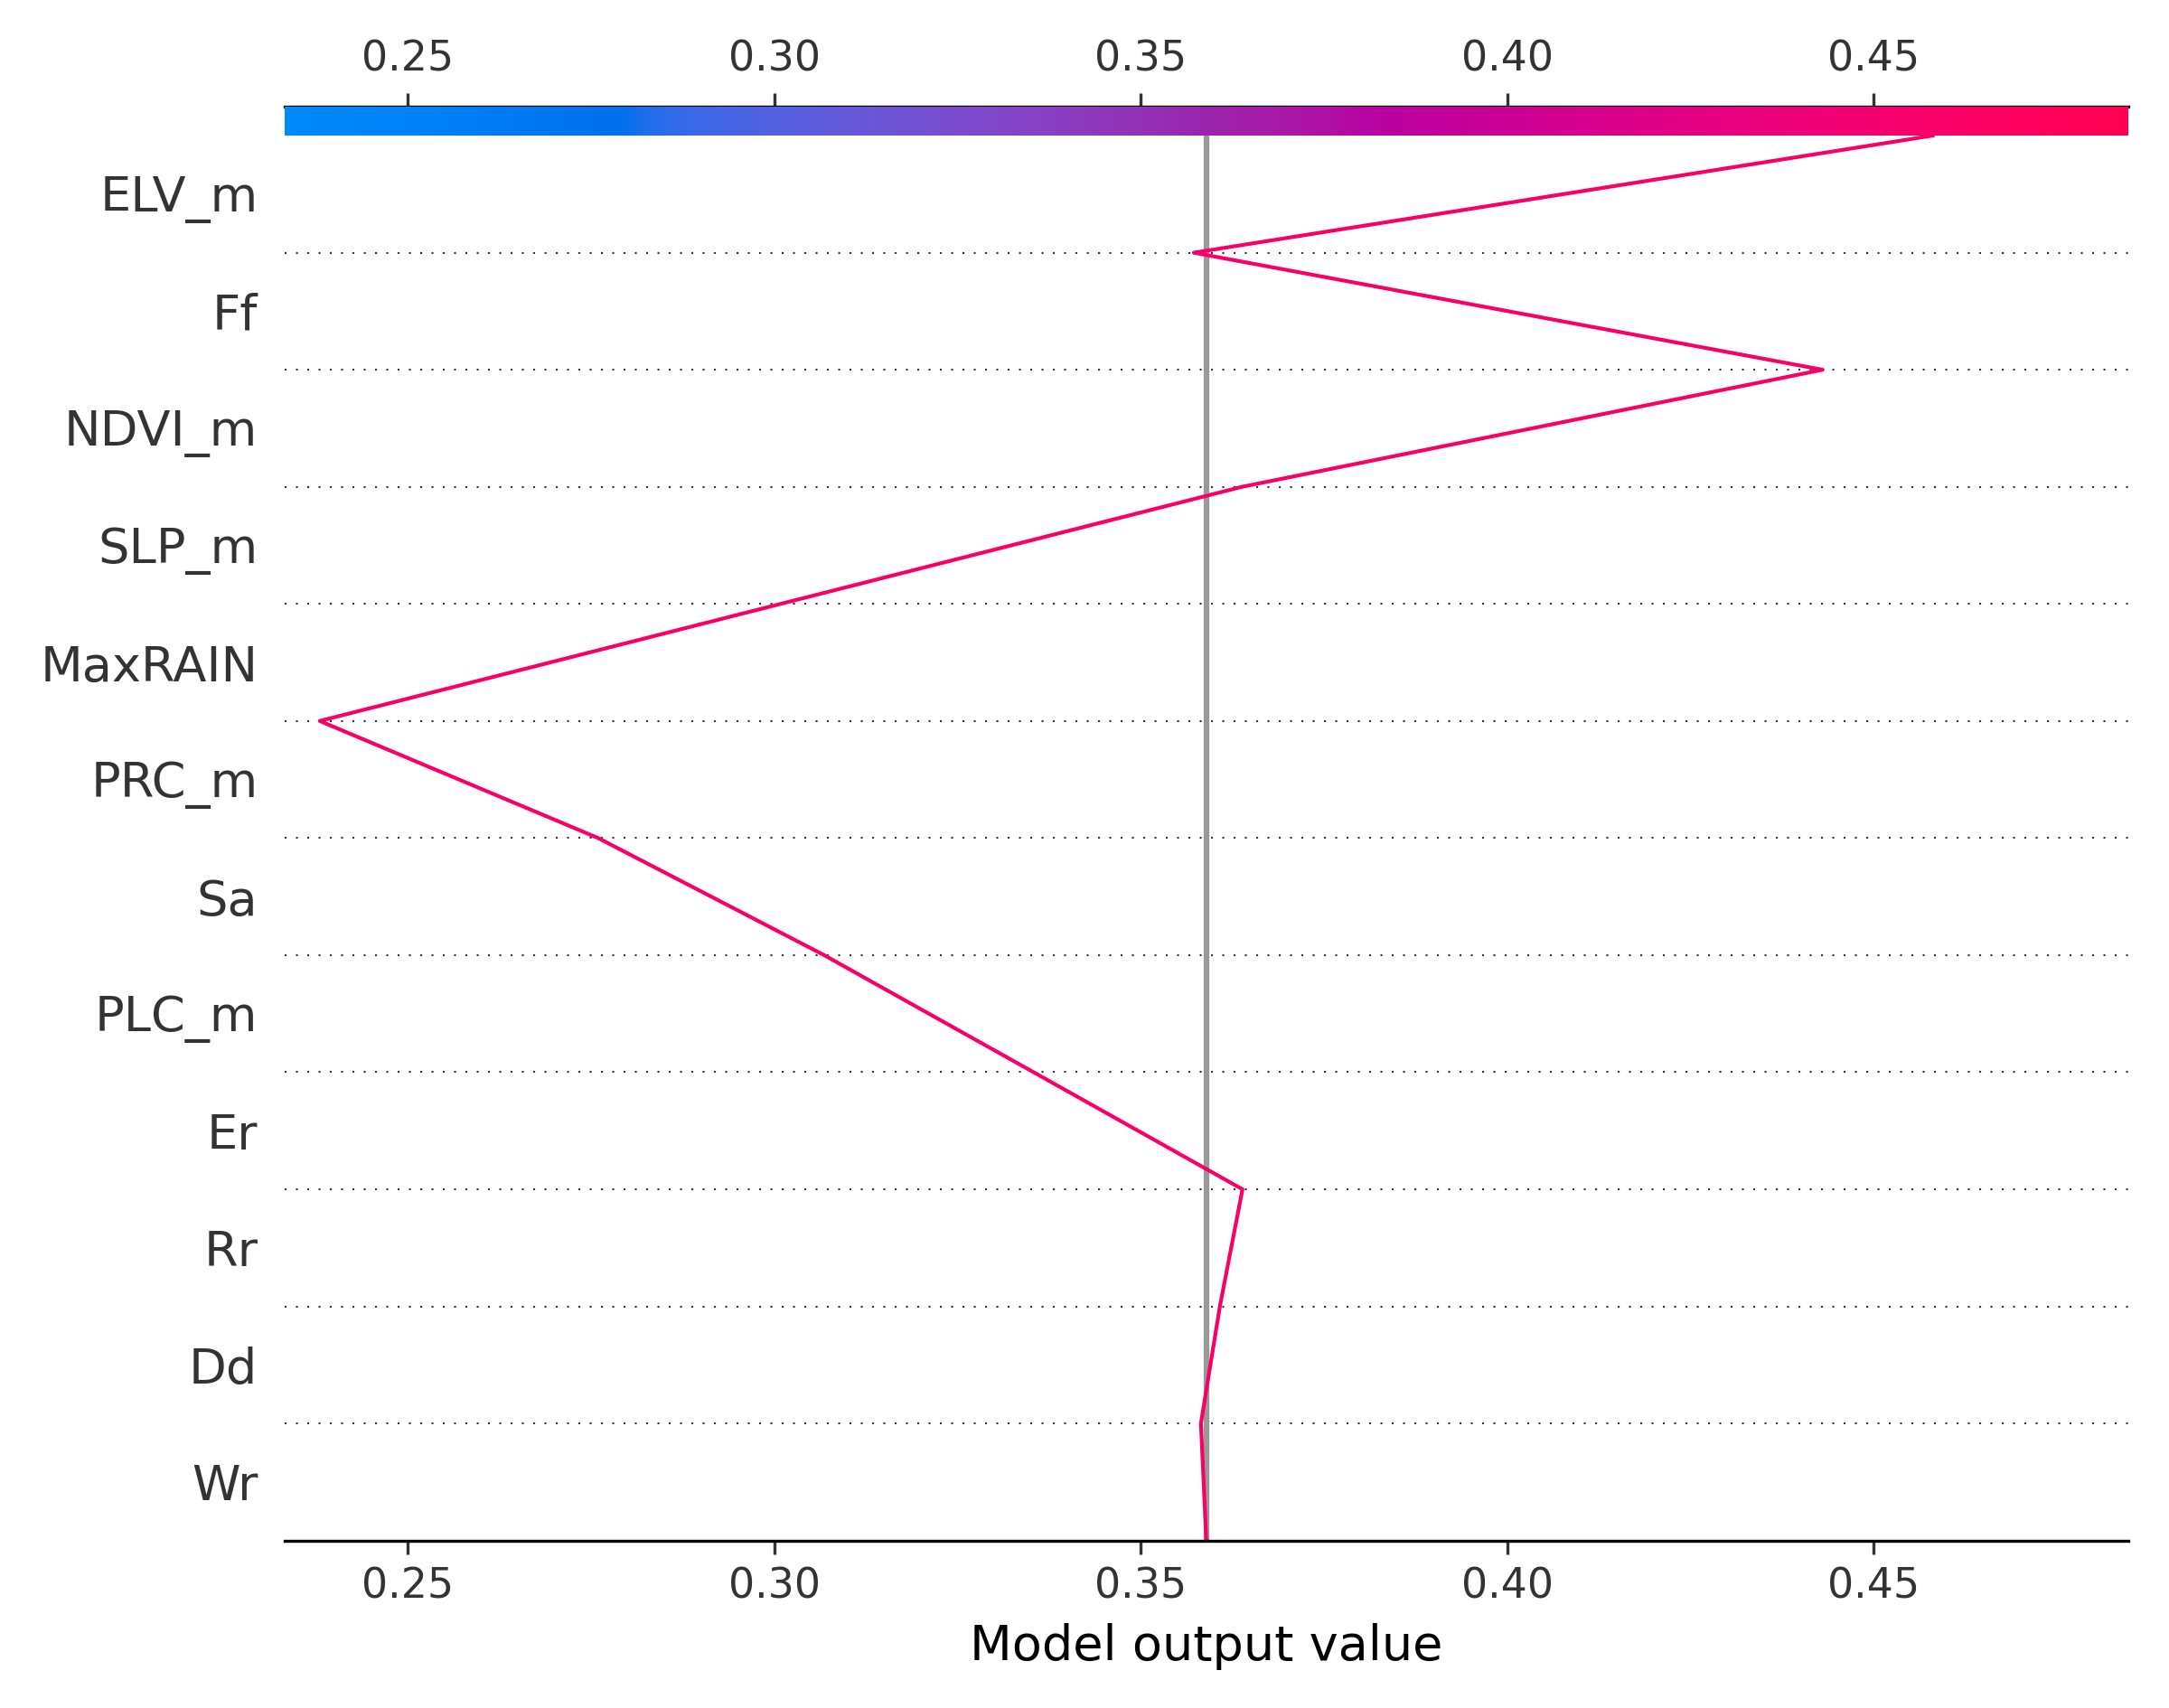 0.25 0.30 0.35 0.40 0.45
ELV_m
Ff
NDVI_m
SLP_m
MaxRAIN
PRC_m
Sa
PLC_m
Er
Rr
Dd
Wr
0.25 0.30 0.35 0.40 0.45
Model output value